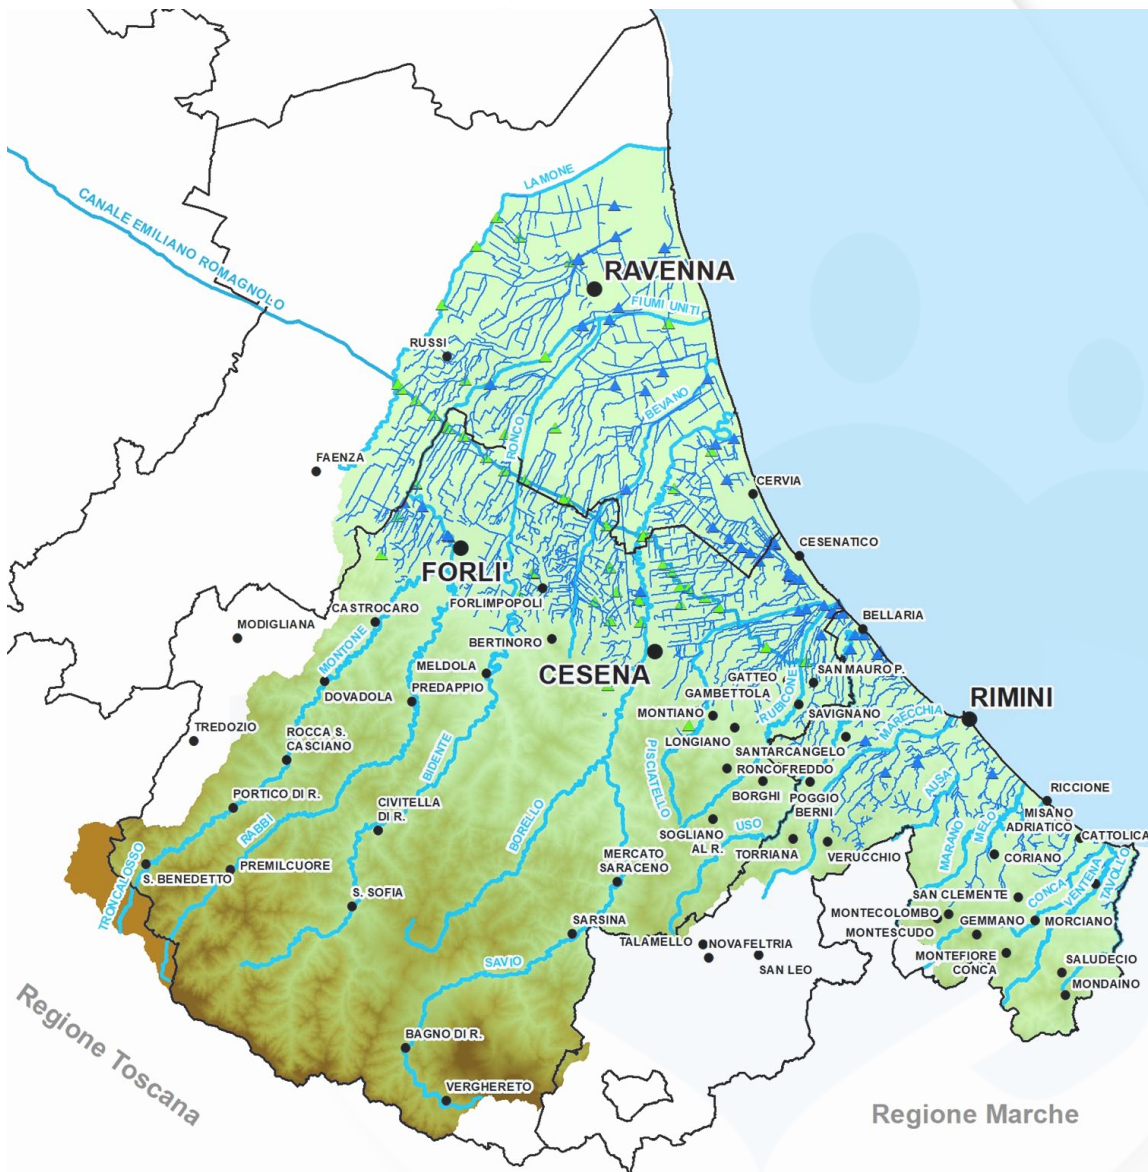 LAMONE
CANALE EMILIANO ROMAGNOLO
RAVENNA
FIUMI UNITI
RUSSI
BEVANO
RONCO
FAENZA
CERVIA
CESENATICO
FORLI'
FORLIMPOPOLI
CASTROCARO
MODIGLIANA
BELLARIA
BERTINORO
MONTONE
MELDOLA
CESENA
GATTEO
SAN MAURO P.
DOVADOLA
PREDAPPIO
GAMBETTOLA
RUBICONE
RIMINI
MONTIANO
SAVIGNANO
MARECCHIA
TREDOZIO
LONGIANO
ROCCA S.
CASCIANO
BIDENTE
PISCIATELLO
SANTARCANGELO
RONCOFREDDO
AUSA
RICCIONE
PORTICO DI R.
CIVITELLA
DI R.
BORELLO
BORGHI
POGGIO
BERNI
MISANO
ADRIATICO
RABBI
SOGLIANO
AL R.
USO
MELO
MARANO
CATTOLICA
TORRIANA
VERUCCHIO
CORIANO
TRONCALOSSO
S. BENEDETTO
PREMILCUORE
MERCATO
SARACENO
CONCA
VENTENA
TAVOLLO
SAN CLEMENTE
S. SOFIA
SARSINA
MONTECOLOMBO
GEMMANO
MORCIANO
MONTESCUDO
TALAMELLO
NOVAFELTRIA
SAN LEO
MONTEFIORE
CONCA
SALUDECIO
MONDAINO
SAVIO
Regione Toscana
BAGNO DI R.
VERGHERETO
Regione Marche